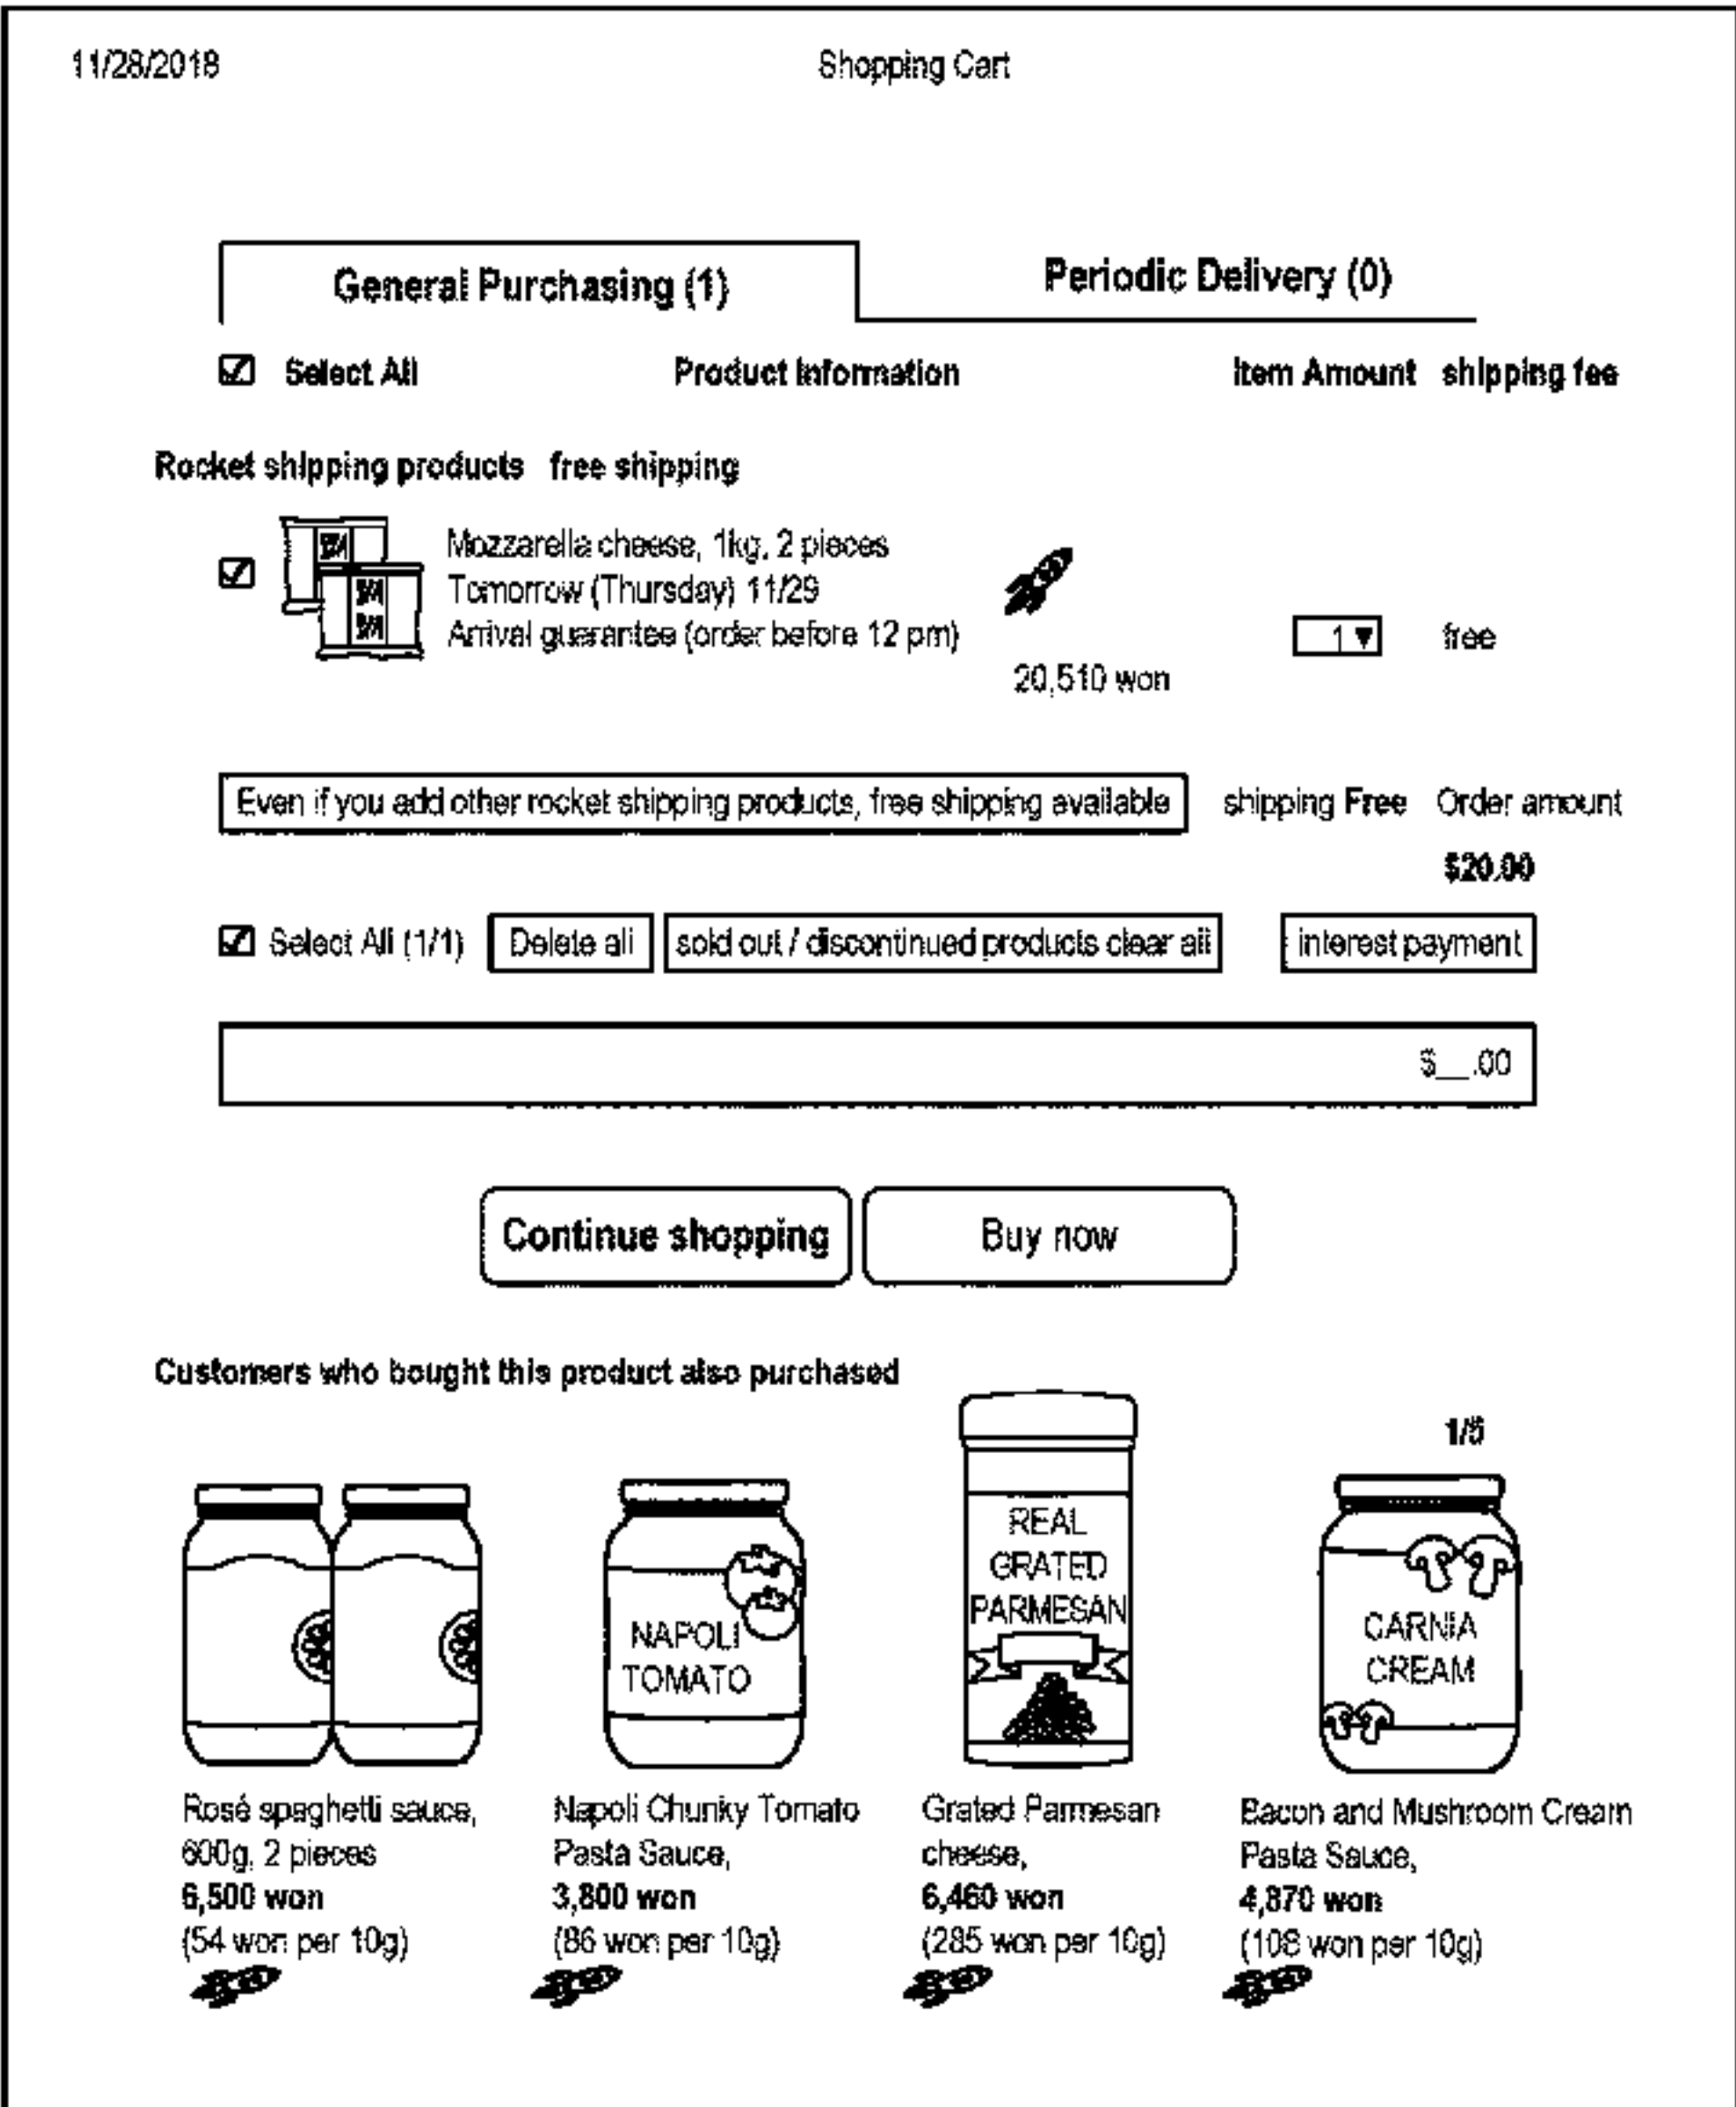 11/28/2018 Shopping Cart
General Purchasing (1) Periodic Delivery (0)
Select All Product Information Item Amount shipping fee
Rocket shipping products free shipping
Mozzarella cheese, 1kg, 2 pieces
Tomorrow (Thursday) 11/29
Arrival guarantee (order before 12 pm)
1 ▼ free
20,510 won
Even if you add other rocket shipping products, free shipping available shipping Free Order amount
$20.00
Select All (1/1) Delete all sold out / discontinued products clear all interest payment
$__.00
Continue shopping Buy now
Customers who bought this product also purchased
1/5
REAL
GRATED
PARMESAN
NAPOLI
TOMATO
CARNIA
CREAM
Rosé spaghetti sauce,
600g, 2 pieces
6,500 won
(54 won per 10g)
Napoli Chunky Tomato
Pasta Sauce,
3,800 won
(86 won per 10g)
Grated Parmesan
cheese,
6,460 won
(285 won per 10g)
Bacon and Mushroom Cream
Pasta Sauce,
4,870 won
(108 won per 10g)